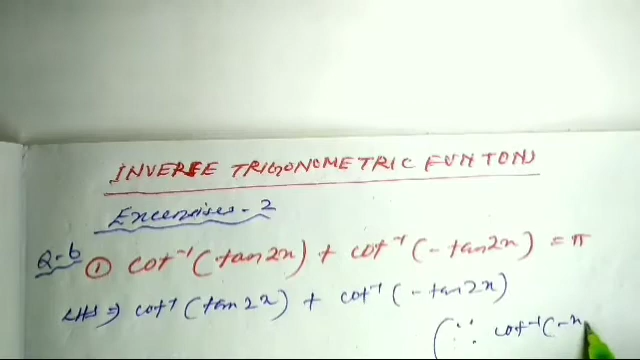 INVERSE TRIGONOMETRIC FUNTONS
Excercises-2
Q-6 ① cot⁻¹(tan2x) + cot⁻¹(-tan2x) = π
LHS ⇒ cot⁻¹(tan2x) + cot⁻¹(-tan2x)
(∵ cot⁻¹(-x